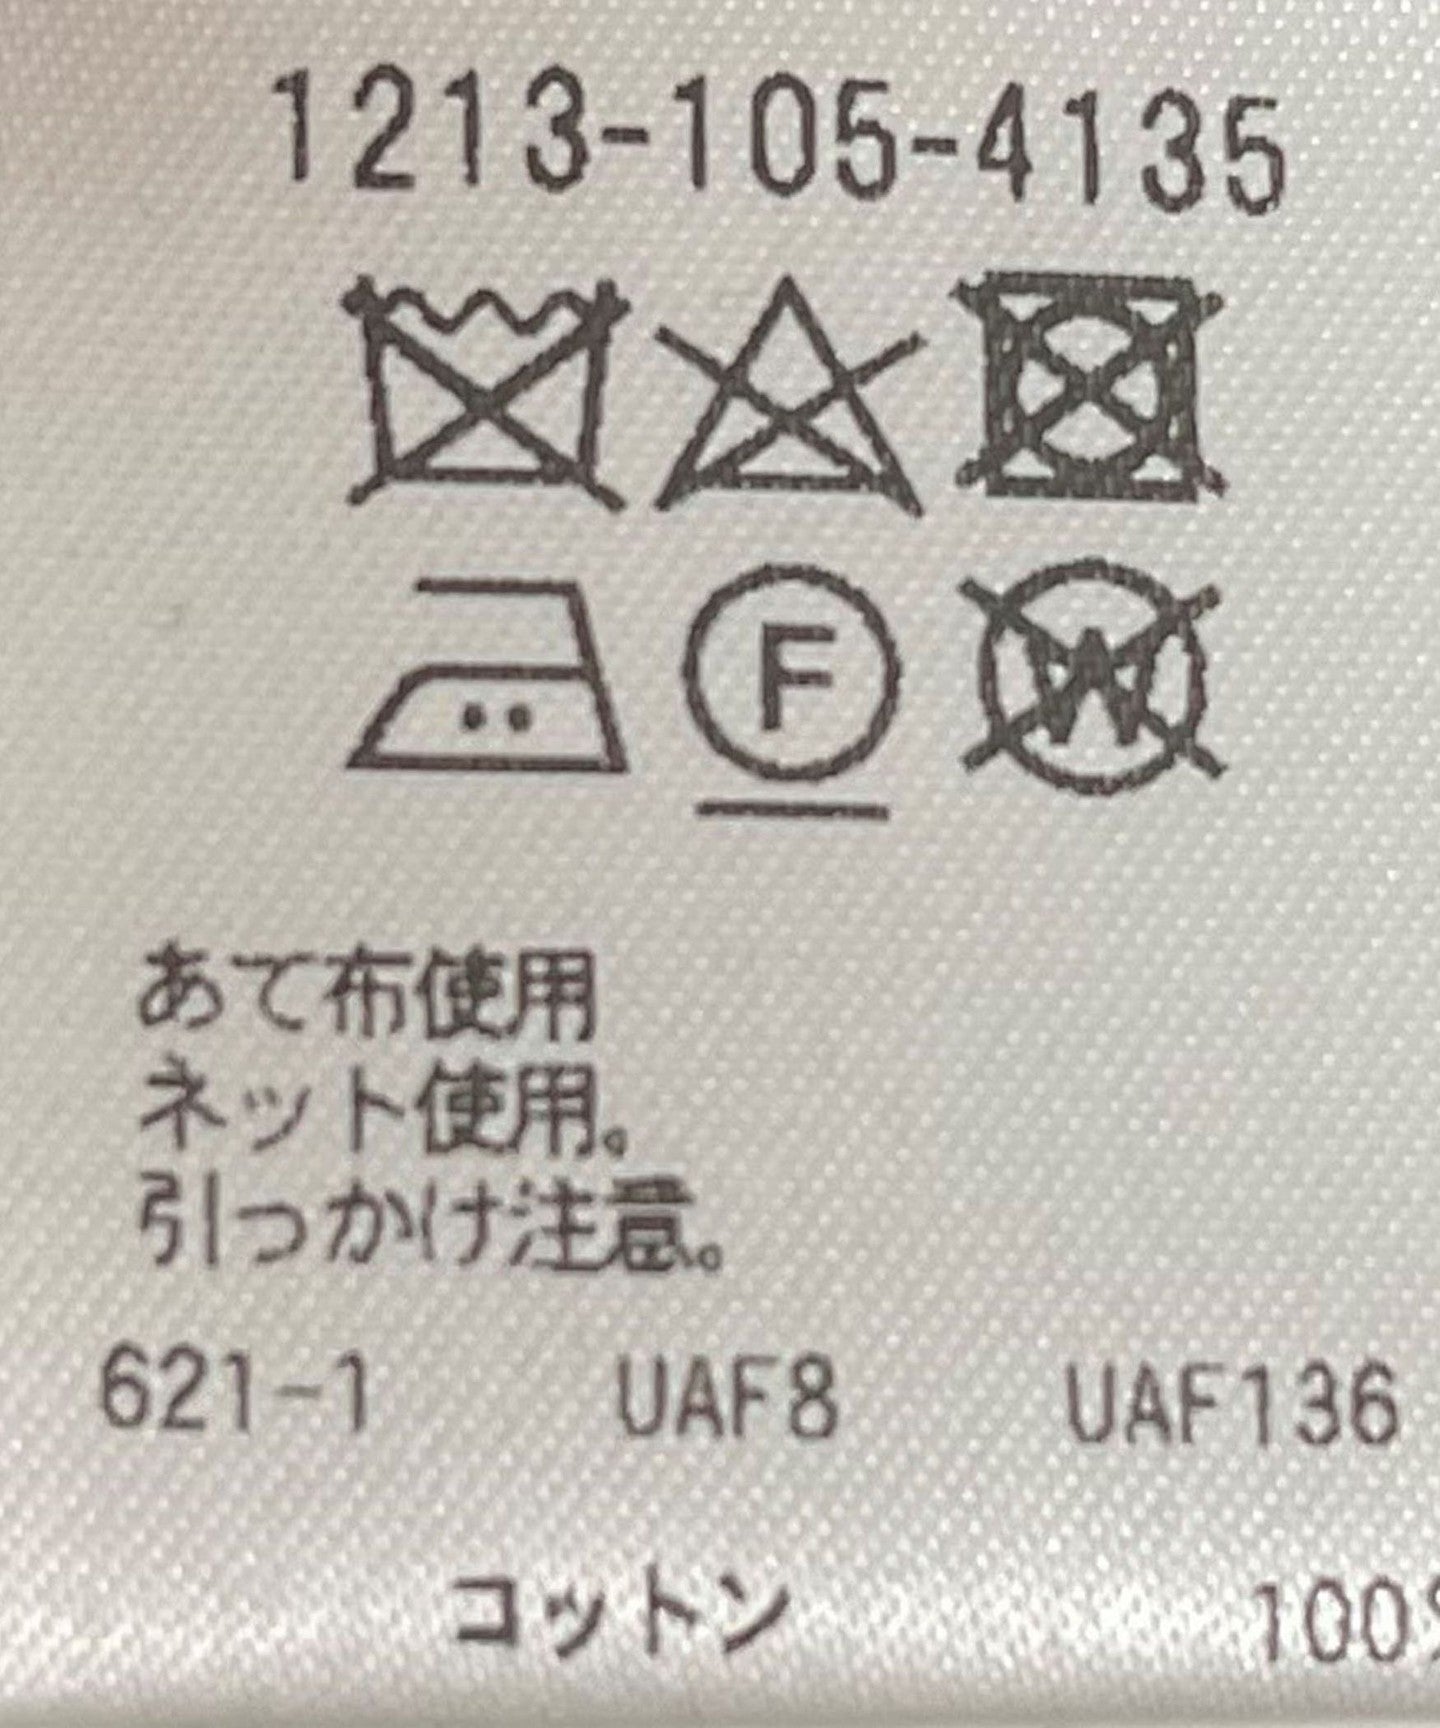 1213-105-4135
F W
あて布使用
ネット使用。
引っかけ注意。
621-1 UAF8 UAF136
コットン 100%